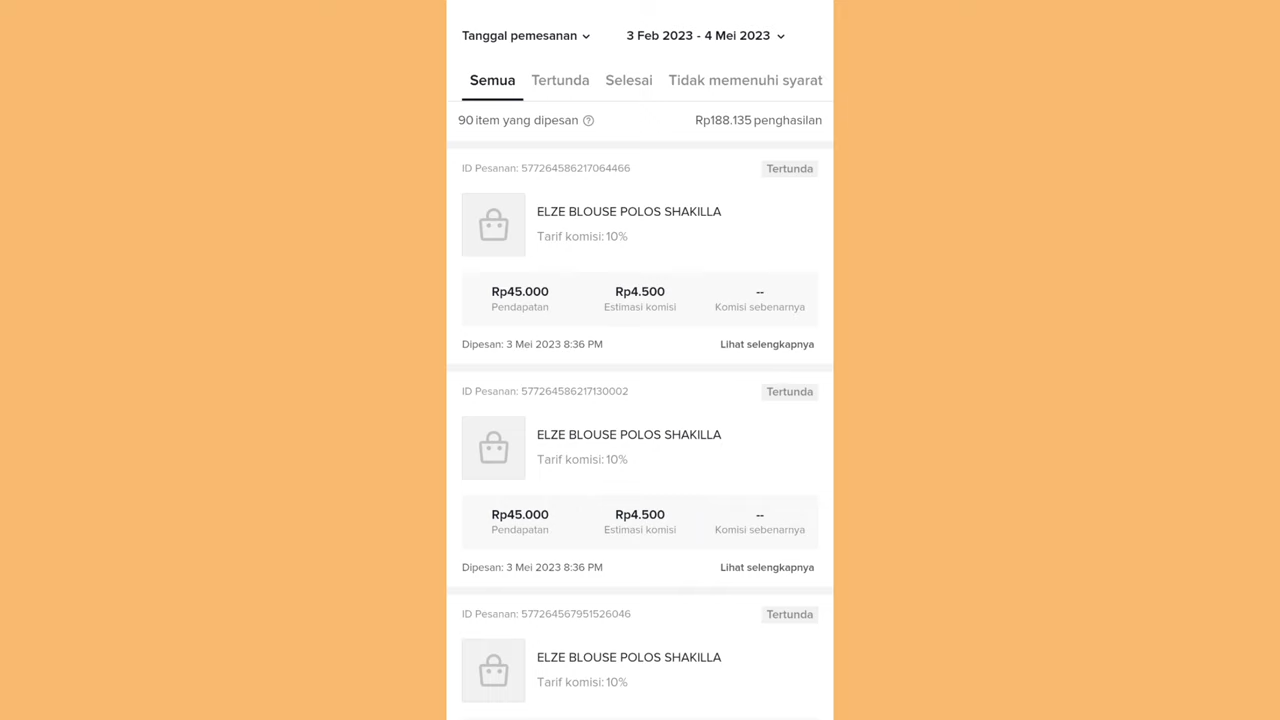 Tanggal pemesanan 3 Feb 2023 - 4 Mei 2023
Semua Tertunda Selesai Tidak memenuhi syarat
90 item yang dipesan Rp188.135 penghasilan
ID Pesanan: 577264586217064466 Tertunda
ELZE BLOUSE POLOS SHAKILLA
Tarif komisi: 10%
Rp45.000 Rp4.500 --
Pendapatan Estimasi komisi Komisi sebenarnya
Dipesan: 3 Mei 2023 8:36 PM Lihat selengkapnya
ID Pesanan: 577264586217130002 Tertunda
ELZE BLOUSE POLOS SHAKILLA
Tarif komisi: 10%
Rp45.000 Rp4.500 --
Pendapatan Estimasi komisi Komisi sebenarnya
Dipesan: 3 Mei 2023 8:36 PM Lihat selengkapnya
ID Pesanan: 577264567951526046 Tertunda
ELZE BLOUSE POLOS SHAKILLA
Tarif komisi: 10%